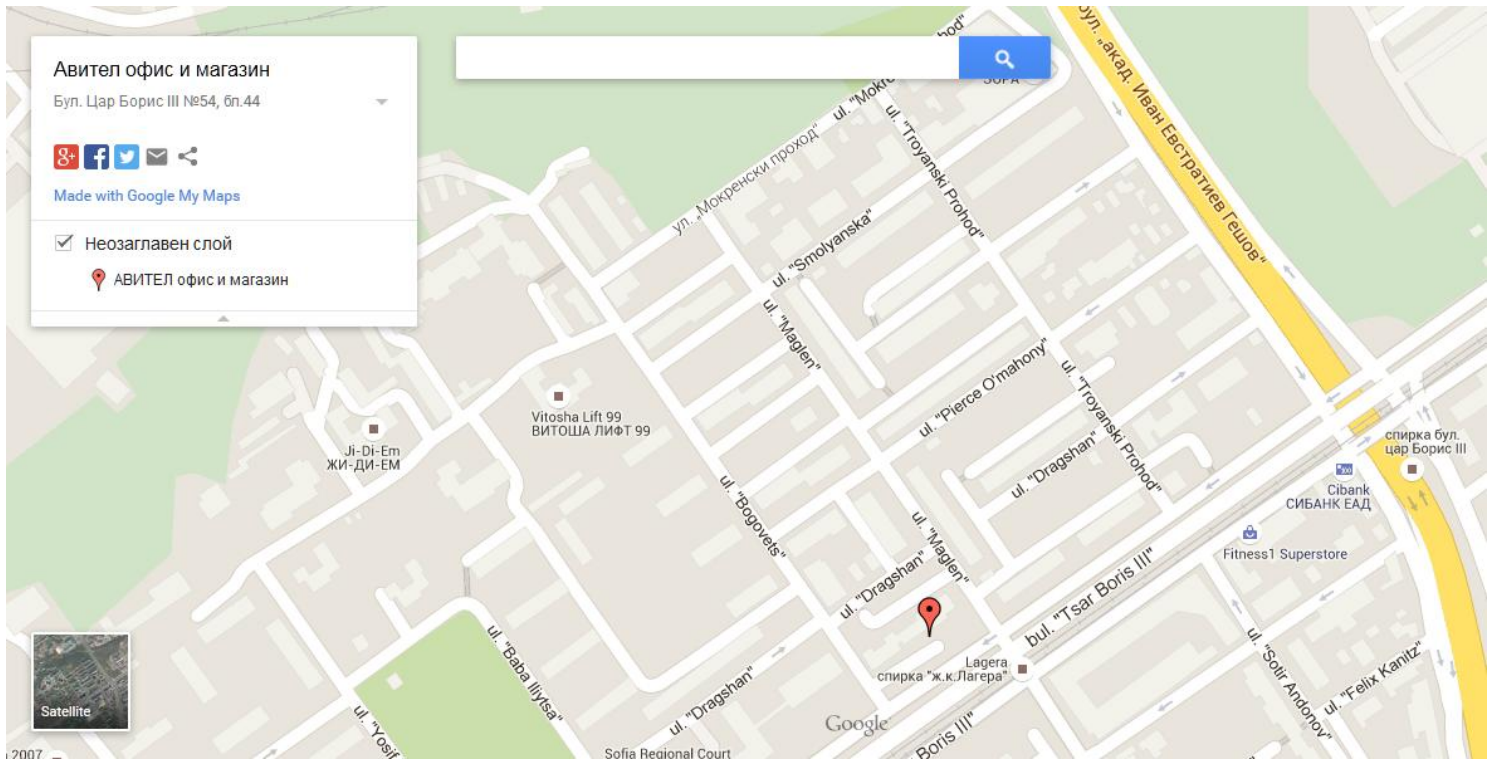 Авител офис и магазин
Бул. Цар Борис III №54, бл.44
8+
Made with Google My Maps
Неозаглавен слой
АВИТЕЛ офис и магазин
бул. „акад. Иван Евстратиев Гешов“
ul. "Troyanski Prohod"
ул. „Мокренски проход“
ul. "Smolyanska"
ul. "Maglen"
ul. "Pierce O'mahony"
ul. "Troyanski Prohod"
Vitosha Lift 99
ВИТОША ЛИФТ 99
Ji-Di-Em
ЖИ-ДИ-ЕМ
спирка бул.
цар Борис III
Cibank
СИБАНК ЕАД
ul. "Dragshan"
ul. "Bogovets"
ul. "Maglen"
Fitness1 Superstore
ul. "Dragshan"
bul. "Tsar Boris III"
Lagera
спирка "ж.к.Лагера"
ul. "Baba Iliytsa"
ul. "Sotir Andonov"
ul. "Felix Kanitz"
ul. "Dragshan"
Satellite
ul. "Yosif
Google
Boris III"
Sofia Regional Court
2007